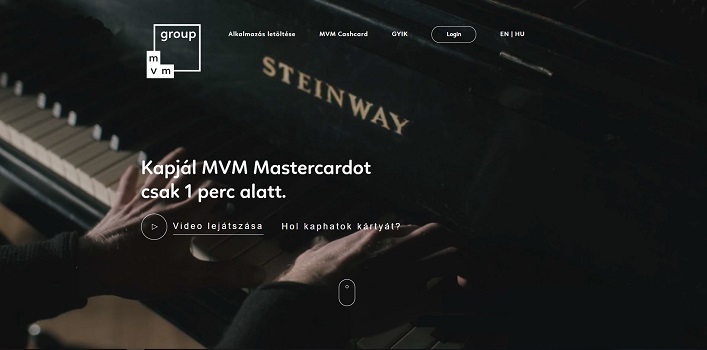 group
mvm
Alkalmazás letöltése
MVM Cashcard
GYIK
Login
EN | HU
STEINWAY
Kapjál MVM Mastercardot
csak 1 perc alatt.
Video lejátszása
Hol kaphatok kártyát?